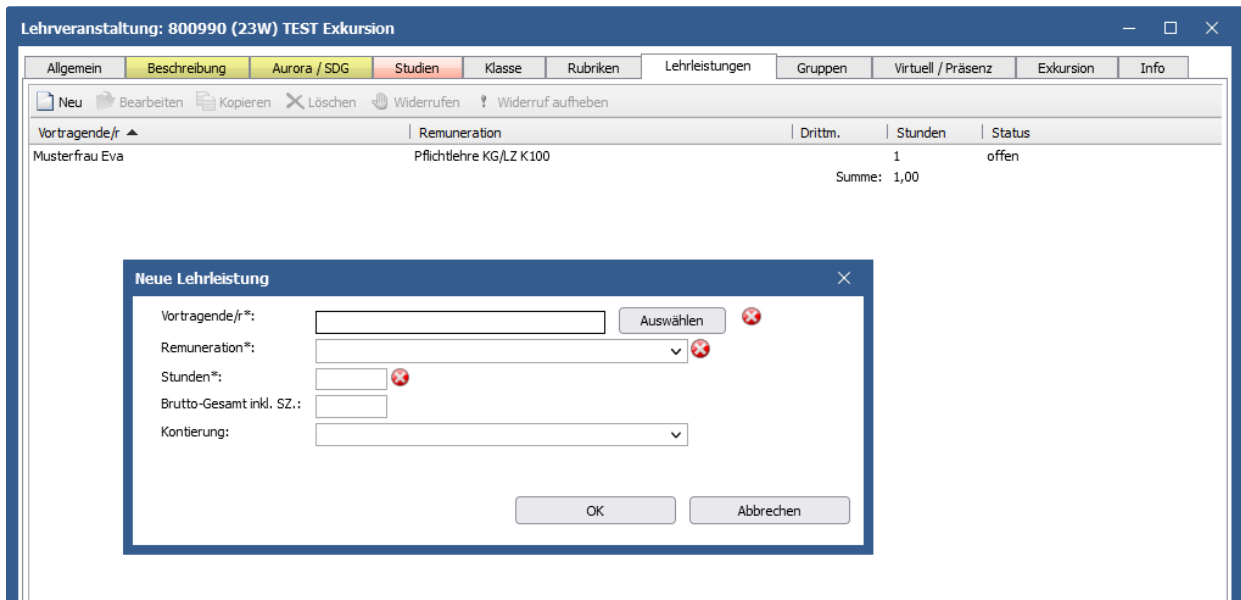 Lehrveranstaltung: 800990 (23W) TEST Exkursion
Allgemein Beschreibung Aurora / SDG Studien Klasse Rubriken Lehrleistungen Gruppen Virtuell / Präsenz Exkursion Info
Neu Bearbeiten Kopieren Löschen Widerrufen Widerruf aufheben
Vortragende/r Remuneration Drittm. Stunden Status
Musterfrau Eva Pflichtlehre KG/LZ K100 1 offen
Summe: 1,00
Neue Lehrleistung
Vortragende/r*: Auswählen
Remuneration*:
Stunden*:
Brutto-Gesamt inkl. SZ.:
Kontierung:
OK Abbrechen